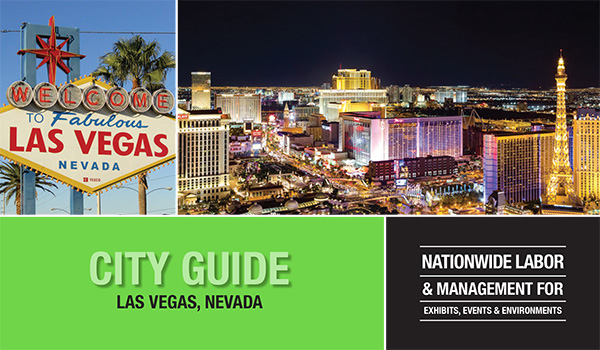 WELCOME
TO Fabulous
LAS VEGAS
NEVADA
CITY GUIDE
LAS VEGAS, NEVADA
NATIONWIDE LABOR
& MANAGEMENT FOR
EXHIBITS, EVENTS & ENVIRONMENTS